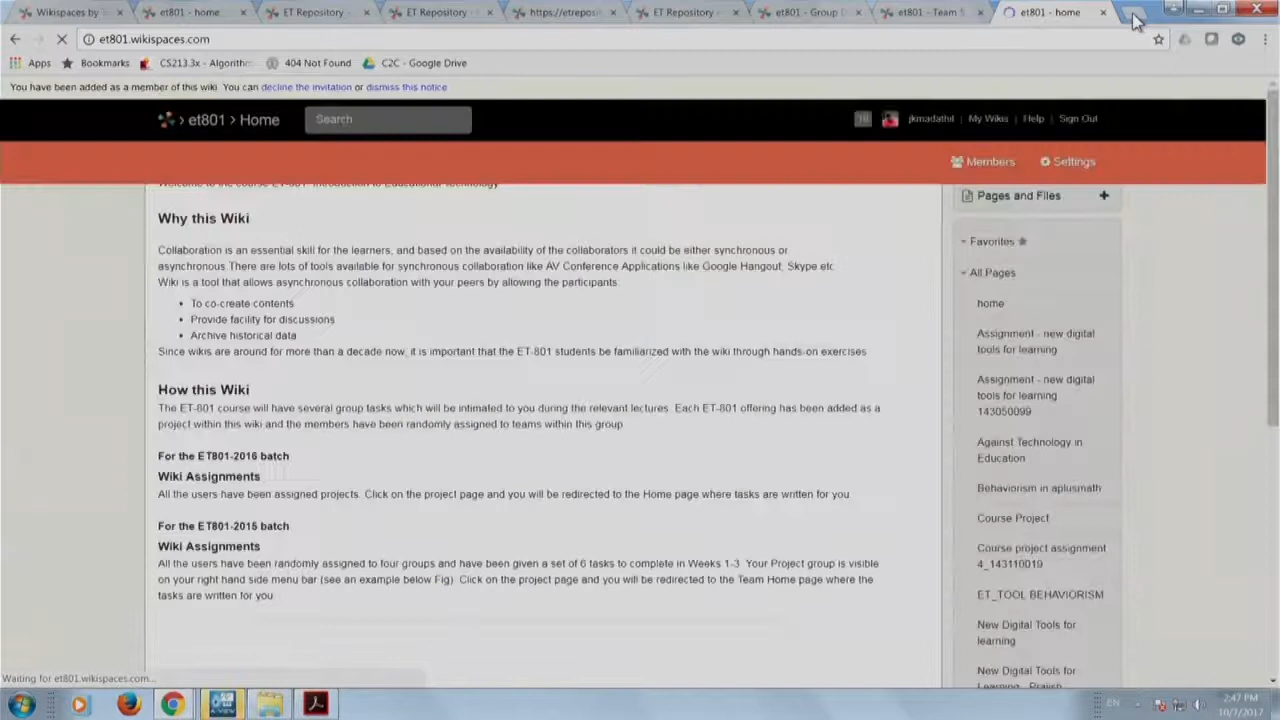 Wikispaces by
et801 - home
ET Repository -
ET Repository
https://etreposit
ET Repository
et801 - Group D
et801 - Team
et801 - home
et801.wikispaces.com
Apps
Bookmarks
CS213.3x - Algorithm
404 Not Found
C2C - Google Drive
You have been added as a member of this wiki. You can decline the invitation or dismiss this notice
› et801 › Home
Search
jkmadathil | My Wikis | Help | Sign Out
Members
Settings
Welcome to the course ET-801: Introduction to Educational Technology
Pages and Files +
Why this Wiki
Collaboration is an essential skill for the learners, and based on the availability of the collaborators it could be either synchronous or
asynchronous.There are lots of tools available for synchronous collaboration like AV Conference Applications like Google Hangout, Skype etc.
Wiki is a tool that allows asynchronous collaboration with your peers by allowing the participants:
• To co-create contents
• Provide facility for discussions
• Archive historical data
Since wikis are around for more than a decade now, it is important that the ET-801 students be familiarized with the wiki through hands-on exercises
How this Wiki
The ET-801 course will have several group tasks which will be intimated to you during the relevant lectures. Each ET-801 offering has been added as a
project within this wiki and the members have been randomly assigned to teams within this group
For the ET801-2016 batch
Wiki Assignments
All the users have been assigned projects. Click on the project page and you will be redirected to the Home page where tasks are written for you
For the ET801-2015 batch
Wiki Assignments
All the users have been randomly assigned to four groups and have been given a set of 6 tasks to complete in Weeks 1-3. Your Project group is visible
on your right hand side menu bar (see an example below Fig). Click on the project page and you will be redirected to the Team Home page where the
tasks are written for you
Favorites
All Pages
home
Assignment - new digital
tools for learning
Assignment - new digital
tools for learning
143050099
Against Technology in
Education
Behaviorism in aplusmath
Course Project
Course project assignment
4_143110019
ET_TOOL BEHAVIORISM
New Digital Tools for
learning
New Digital Tools for
Learning
Waiting for et801.wikispaces.com...
EN
2:47 PM
10/7/2017